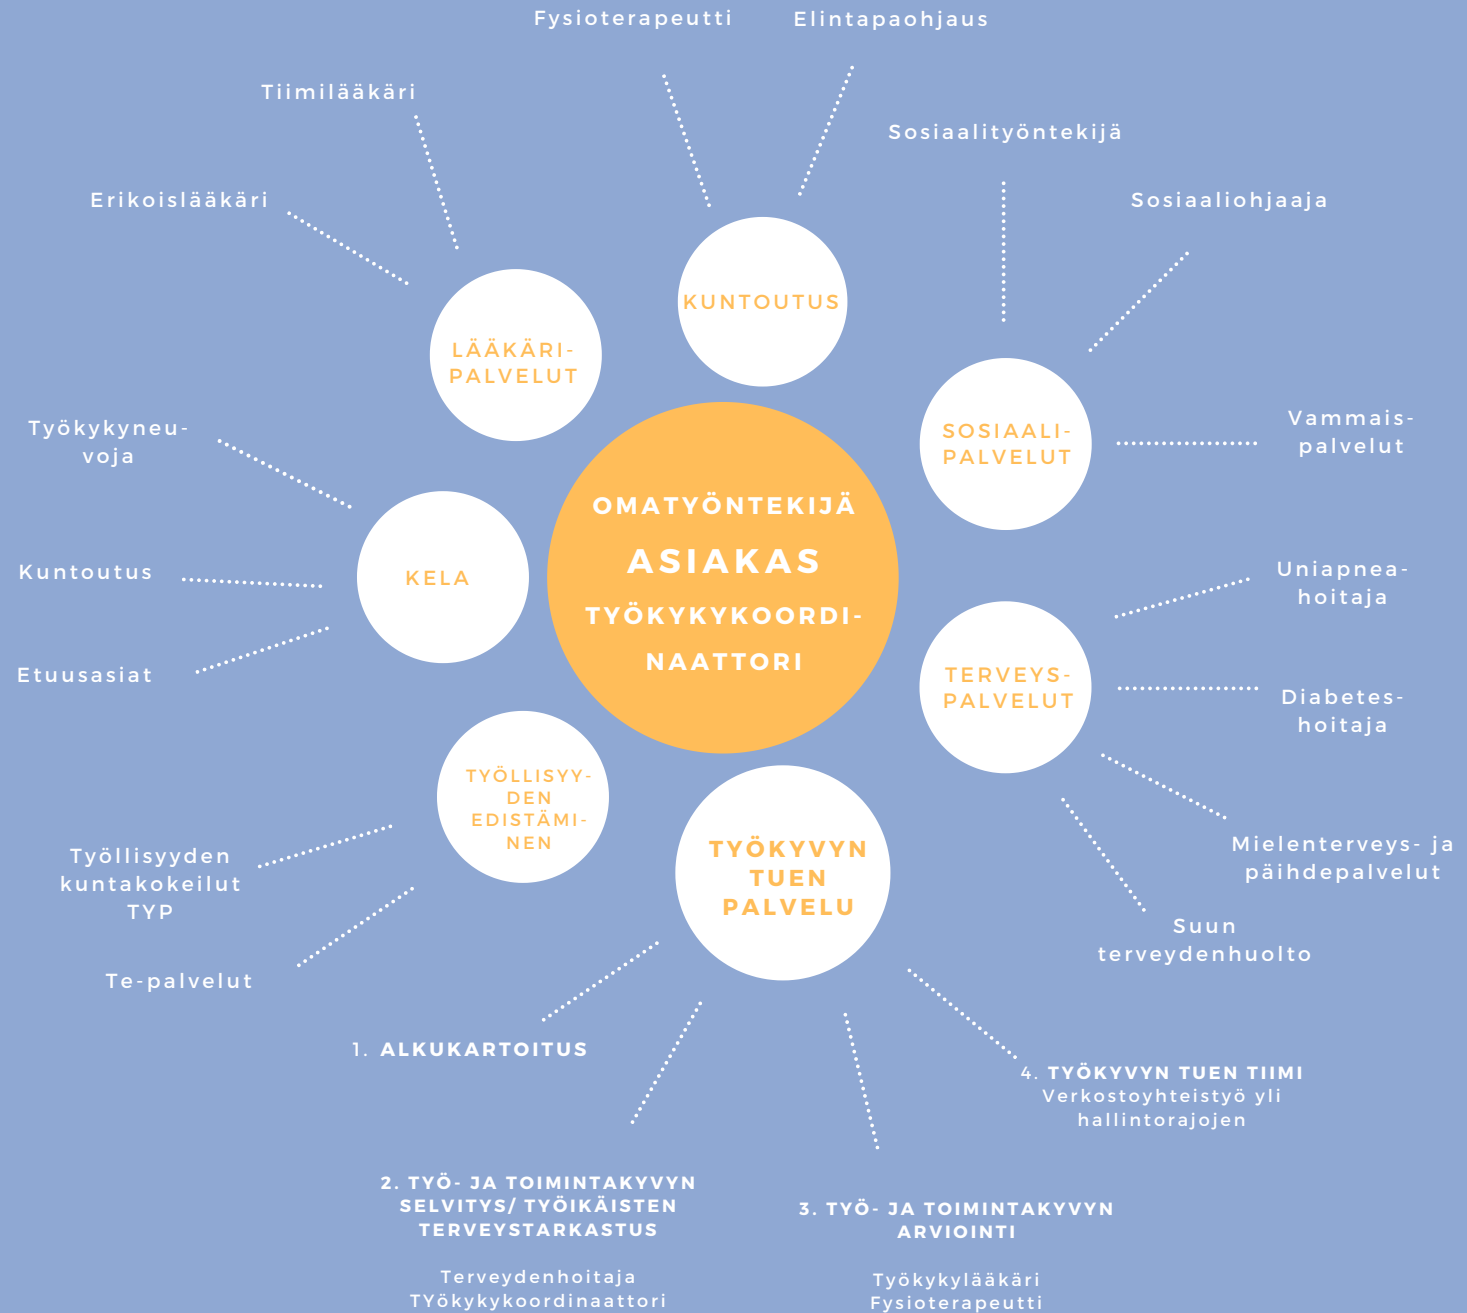 Fysioterapeutti
Elintapaohjaus
Tiimilääkäri
Sosiaalityöntekijä
Erikoislääkäri
Sosiaaliohjaaja
KUNTOUTUS
LÄÄKÄRI-
PALVELUT
SOSIAALI-
PALVELUT
Vammais-
palvelut
Työkykyneu-
voja
OMATYÖNTEKIJÄ
ASIAKAS
TYÖKYKYKOORDI-
NAATTORI
KELA
Kuntoutus
Etuusasiat
Uniapnea-
hoitaja
TERVEYS-
PALVELUT
Diabetes-
hoitaja
TYÖLLISYY-
DEN
EDISTÄMI-
NEN
Työllisyyden
kuntakokeilut
TYP
Te-palvelut
TYÖKYVYN
TUEN
PALVELU
Mielenterveys- ja
päihdepalvelut
Suun
terveydenhuolto
1. ALKUKARTOITUS
4. TYÖKYVYN TUEN TIIMI
Verkostoyhteistyö yli
hallintorajojen
2. TYÖ- JA TOIMINTAKYVYN
SELVITYS/ TYÖIKÄISTEN
TERVEYSTARKASTUS
Terveydenhoitaja
TYökykykoordinaattori
3. TYÖ- JA TOIMINTAKYVYN
ARVIOINTI
Työkykylääkäri
Fysioterapeutti